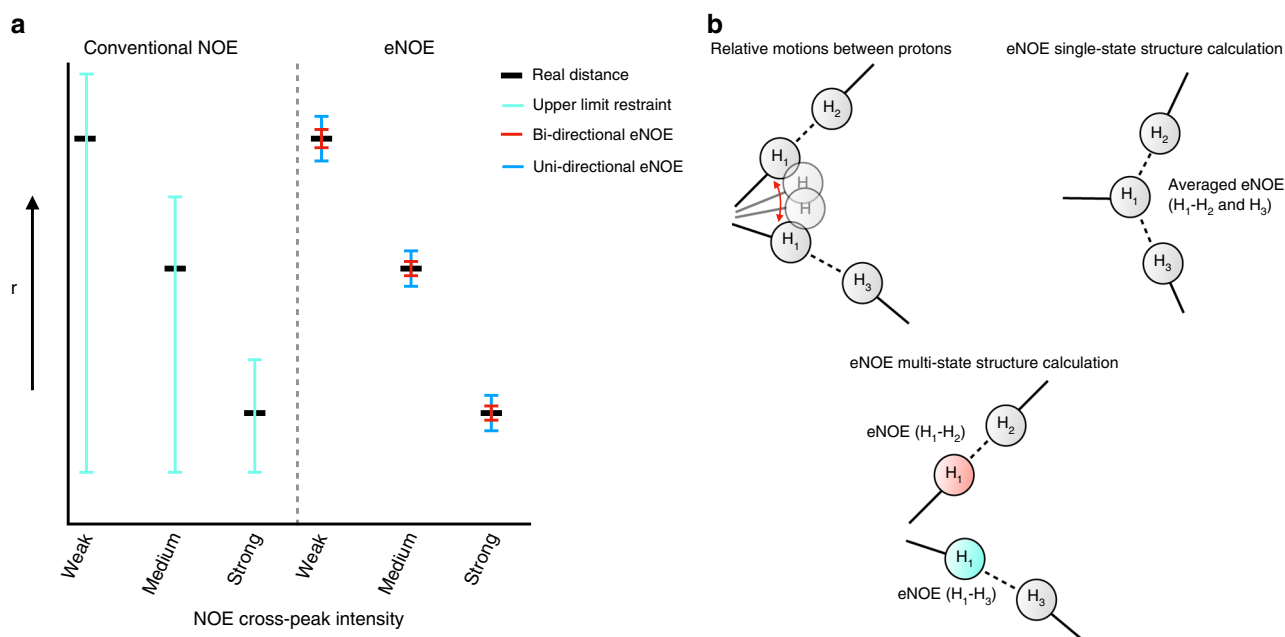 a
Conventional NOE
eNOE
Real distance
Upper limit restraint
Bi-directional eNOE
Uni-directional eNOE
r
Weak
Medium
Strong
Weak
Medium
Strong
NOE cross-peak intensity
b
Relative motions between protons
H₂
H₁
H
H
H₁
H₃
eNOE single-state structure calculation
H₂
H₁
Averaged eNOE
(H₁-H₂ and H₃)
H₃
eNOE multi-state structure calculation
eNOE (H₁-H₂)
H₂
H₁
H₁
eNOE (H₁-H₃)
H₃